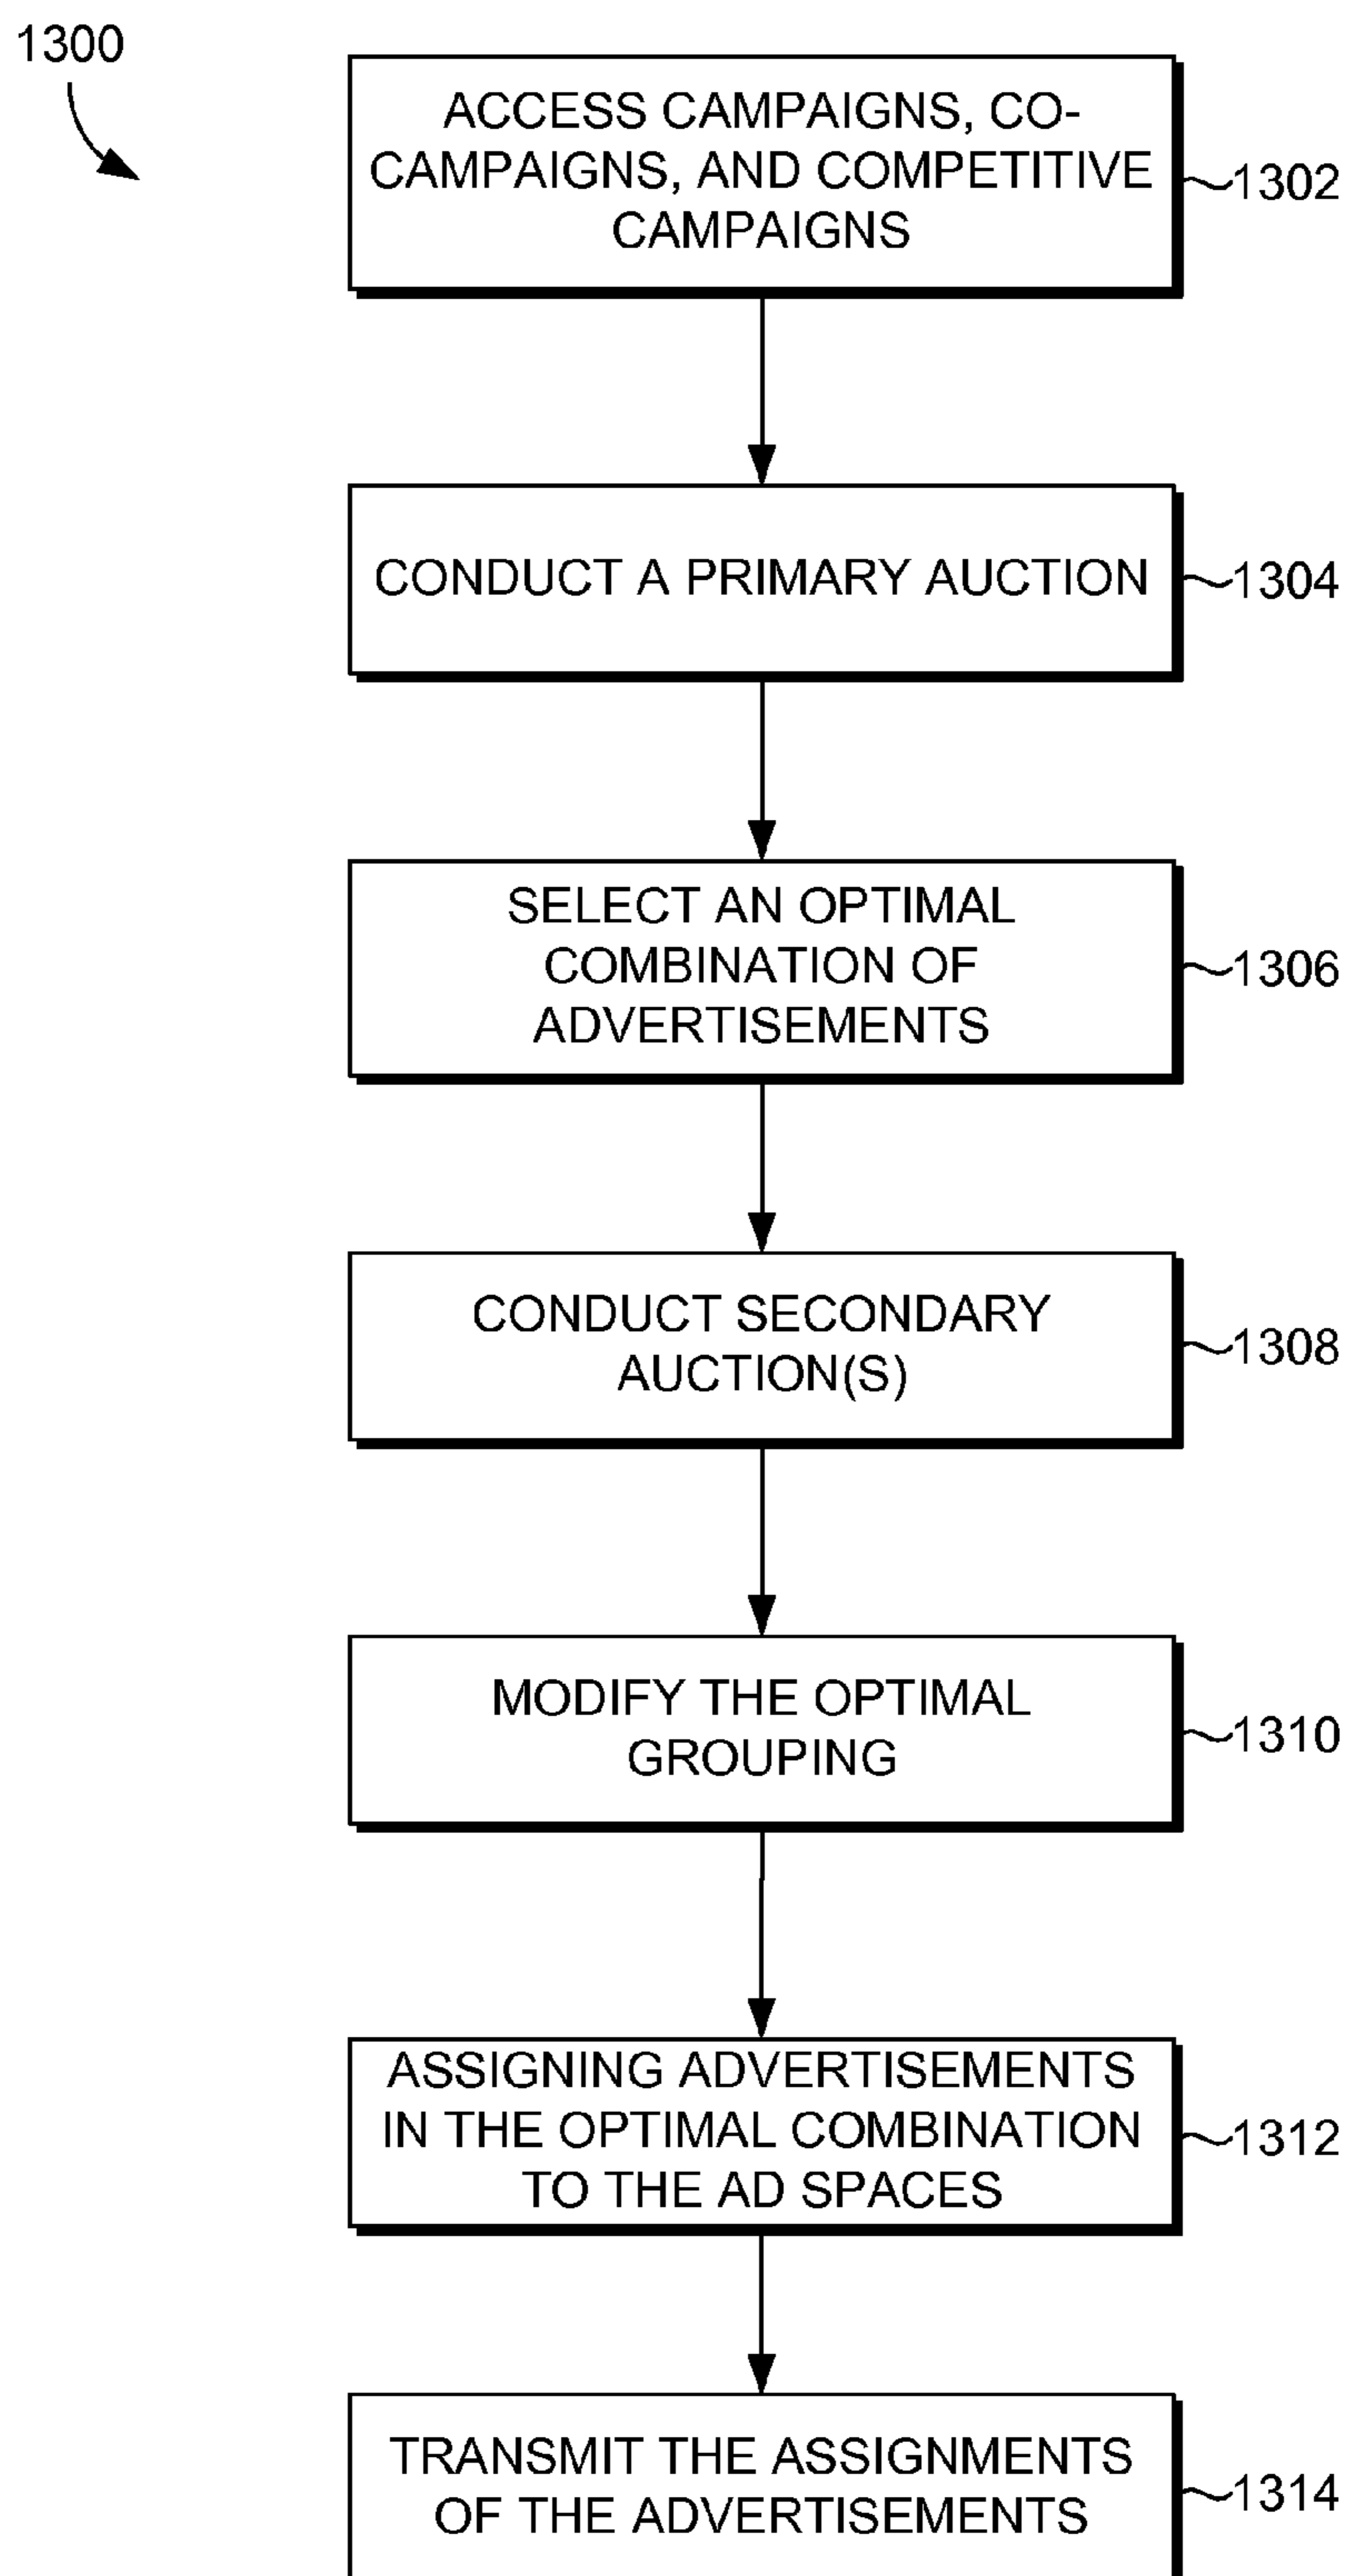 1300
ACCESS CAMPAIGNS, CO-
CAMPAIGNS, AND COMPETITIVE
CAMPAIGNS
1302
CONDUCT A PRIMARY AUCTION
1304
SELECT AN OPTIMAL
COMBINATION OF
ADVERTISEMENTS
1306
CONDUCT SECONDARY
AUCTION(S)
1308
MODIFY THE OPTIMAL
GROUPING
1310
ASSIGNING ADVERTISEMENTS
IN THE OPTIMAL COMBINATION
TO THE AD SPACES
1312
TRANSMIT THE ASSIGNMENTS
OF THE ADVERTISEMENTS
1314